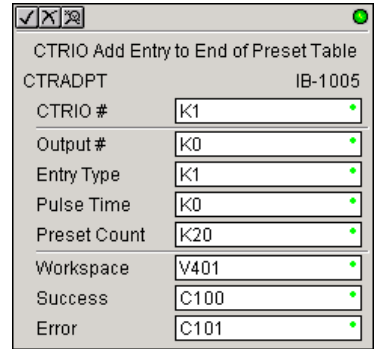 CTRIO Add Entry to End of Preset Table
CTRADPT IB-1005
CTRIO # K1
Output # K0
Entry Type K1
Pulse Time K0
Preset Count K20
Workspace V401
Success C100
Error C101